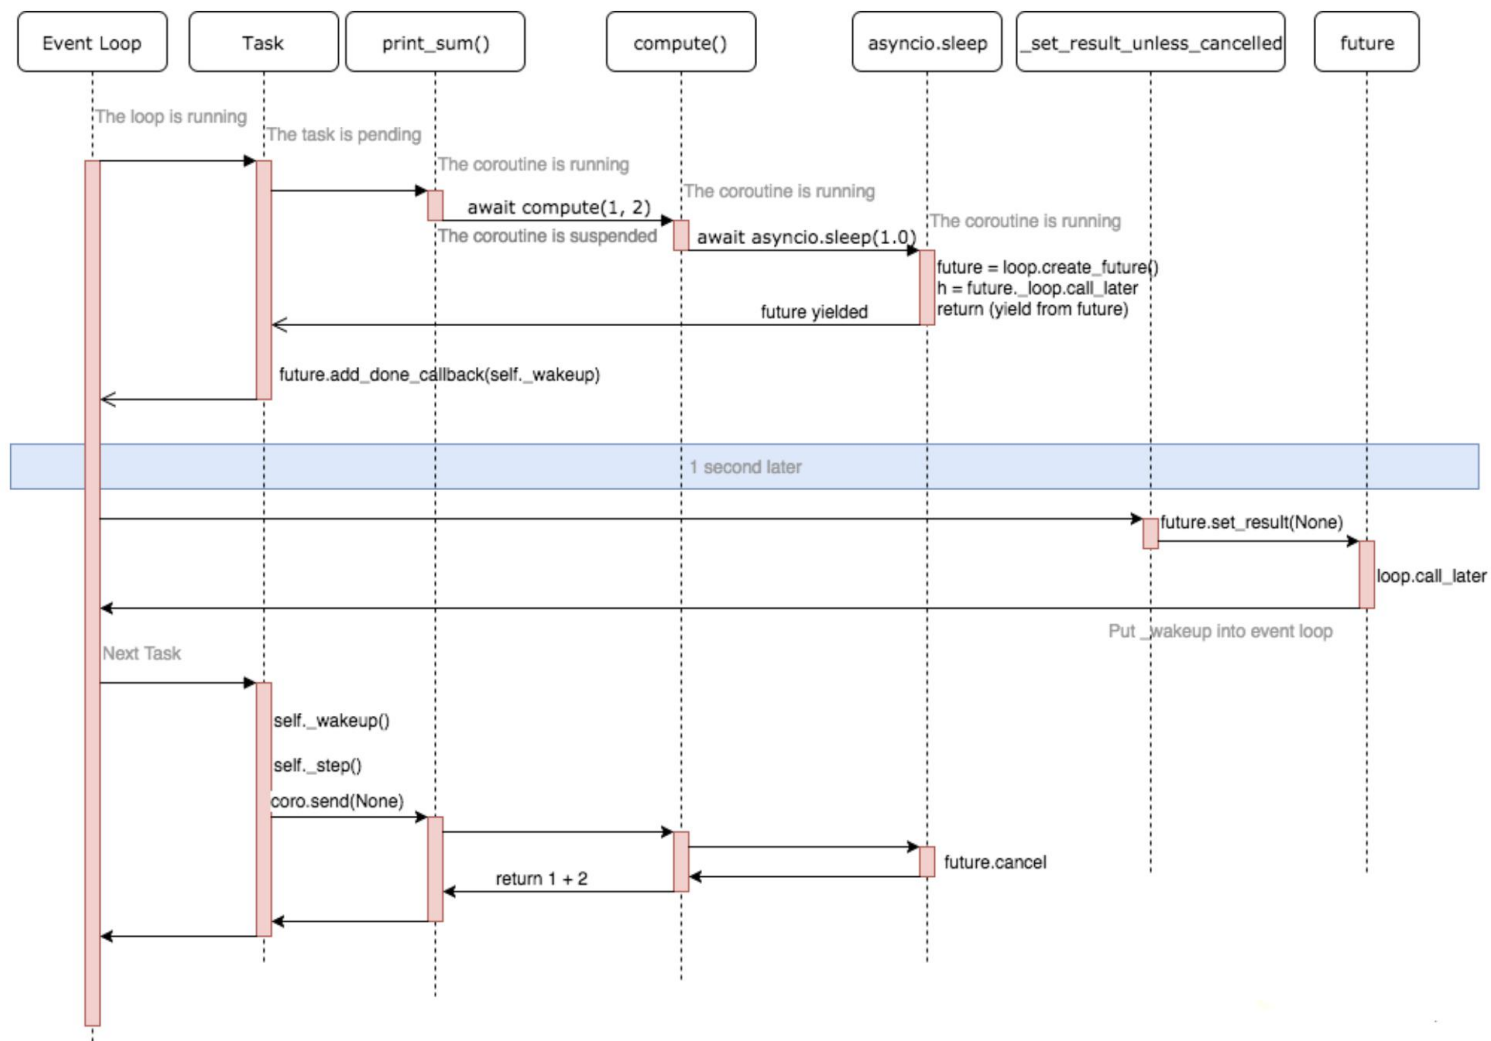 Event Loop
Task
print_sum()
compute()
asyncio.sleep
_set_result_unless_cancelled
future
The loop is running
The task is pending
The coroutine is running
The coroutine is running
await compute(1, 2)
The coroutine is running
The coroutine is suspended
await asyncio.sleep(1.0)
future = loop.create_future()
h = future._loop.call_later
return (yield from future)
future yielded
future.add_done_callback(self._wakeup)
1 second later
future.set_result(None)
loop.call_later
Put _wakeup into event loop
Next Task
self._wakeup()
self._step()
coro.send(None)
future.cancel
return 1 + 2